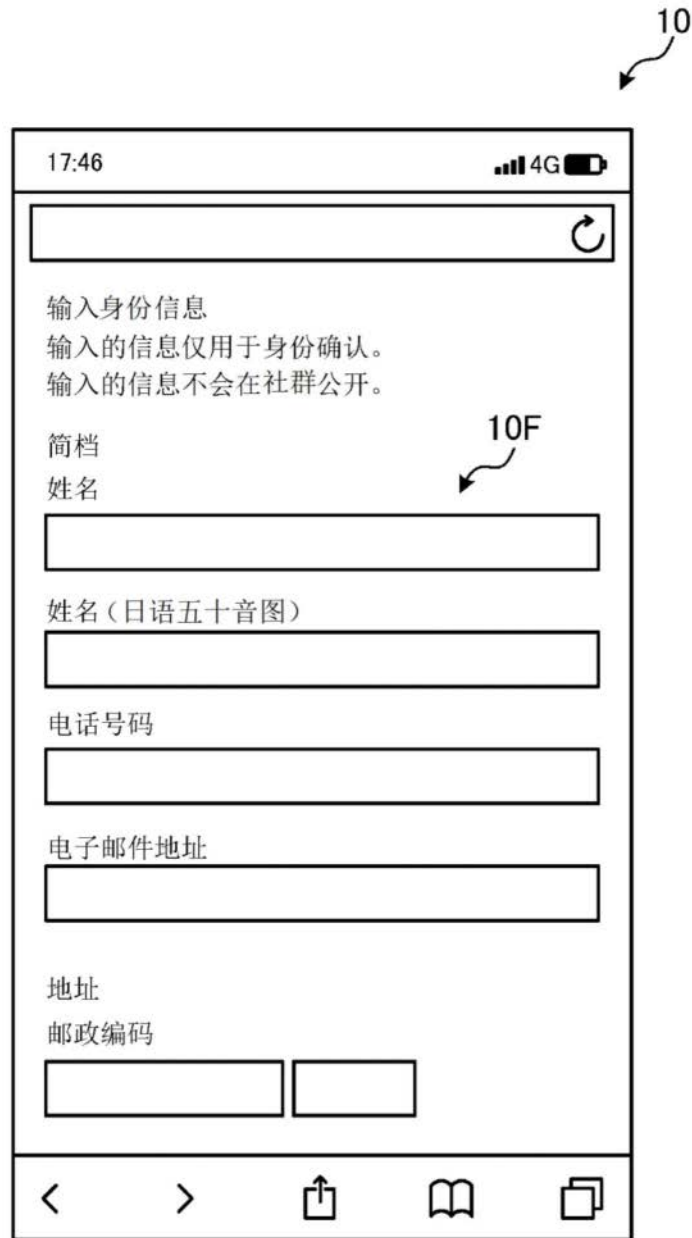 10
17:46 4G
输入身份信息
输入的信息仅用于身份确认。
输入的信息不会在社群公开。
10F
简档
姓名
姓名(日语五十音图)
电话号码
电子邮件地址
地址
邮政编码